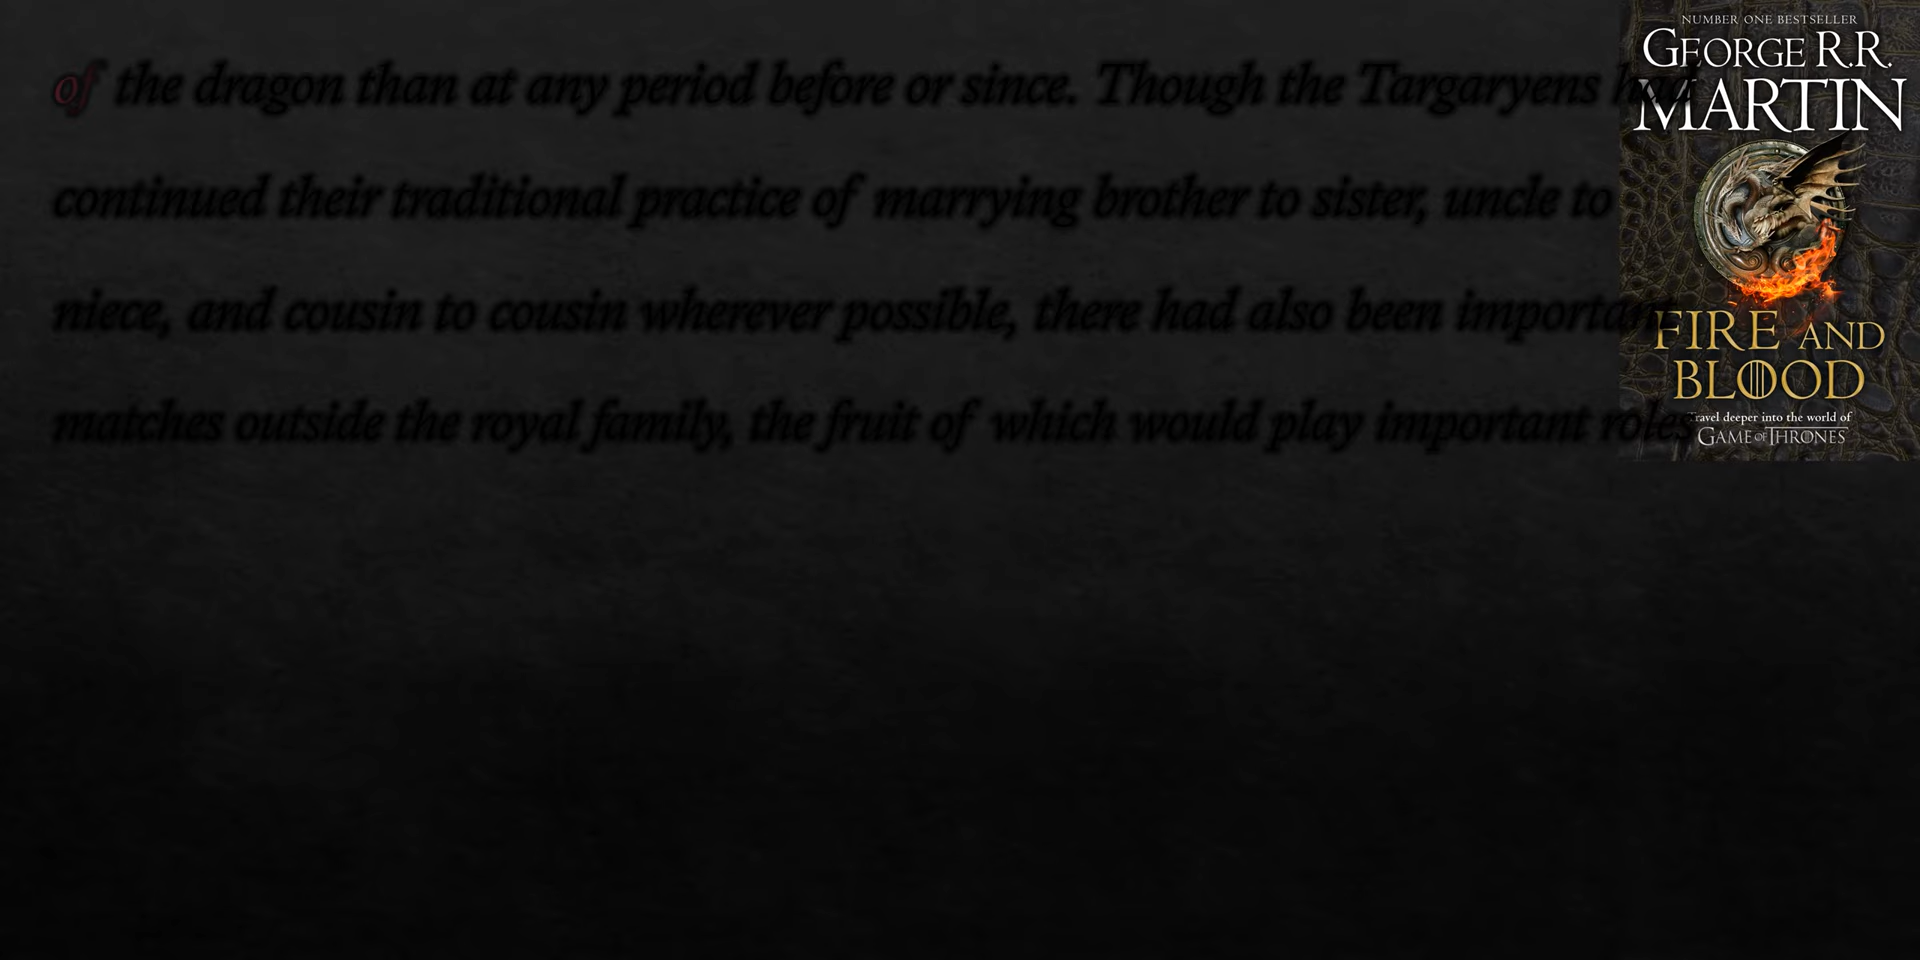 of the dragon than at any period before or since. Though the Targaryens had
continued their traditional practice of marrying brother to sister, uncle to
niece, and cousin to cousin wherever possible, there had also been important
matches outside the royal family, the fruit of which would play important roles
NUMBER ONE BESTSELLER
GEORGE R.R.
MARTIN
FIRE AND
BLOOD
Travel deeper into the world of
GAME OF THRONES